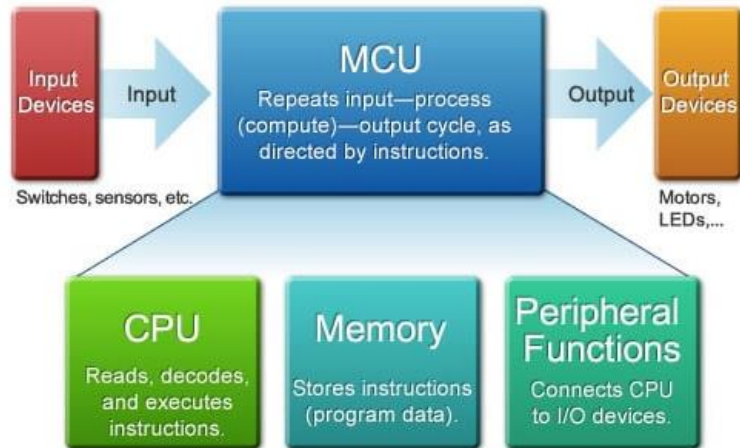 Input
Devices
Input
MCU
Repeats input—process
(compute)—output cycle, as
directed by instructions.
Output
Output
Devices
Switches, sensors, etc.
Motors,
LEDs,...
CPU
Reads, decodes,
and executes
instructions.
Memory
Stores instructions
(program data).
Peripheral
Functions
Connects CPU
to I/O devices.